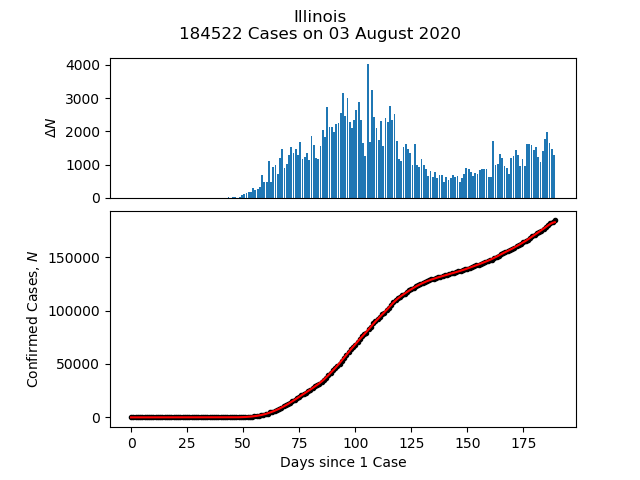 Illinois
184522 Cases on 03 August 2020
4000
3000
2000
1000
0
ΔN
150000
100000
50000
0
Confirmed Cases, N
0 25 50 75 100 125 150 175
Days since 1 Case